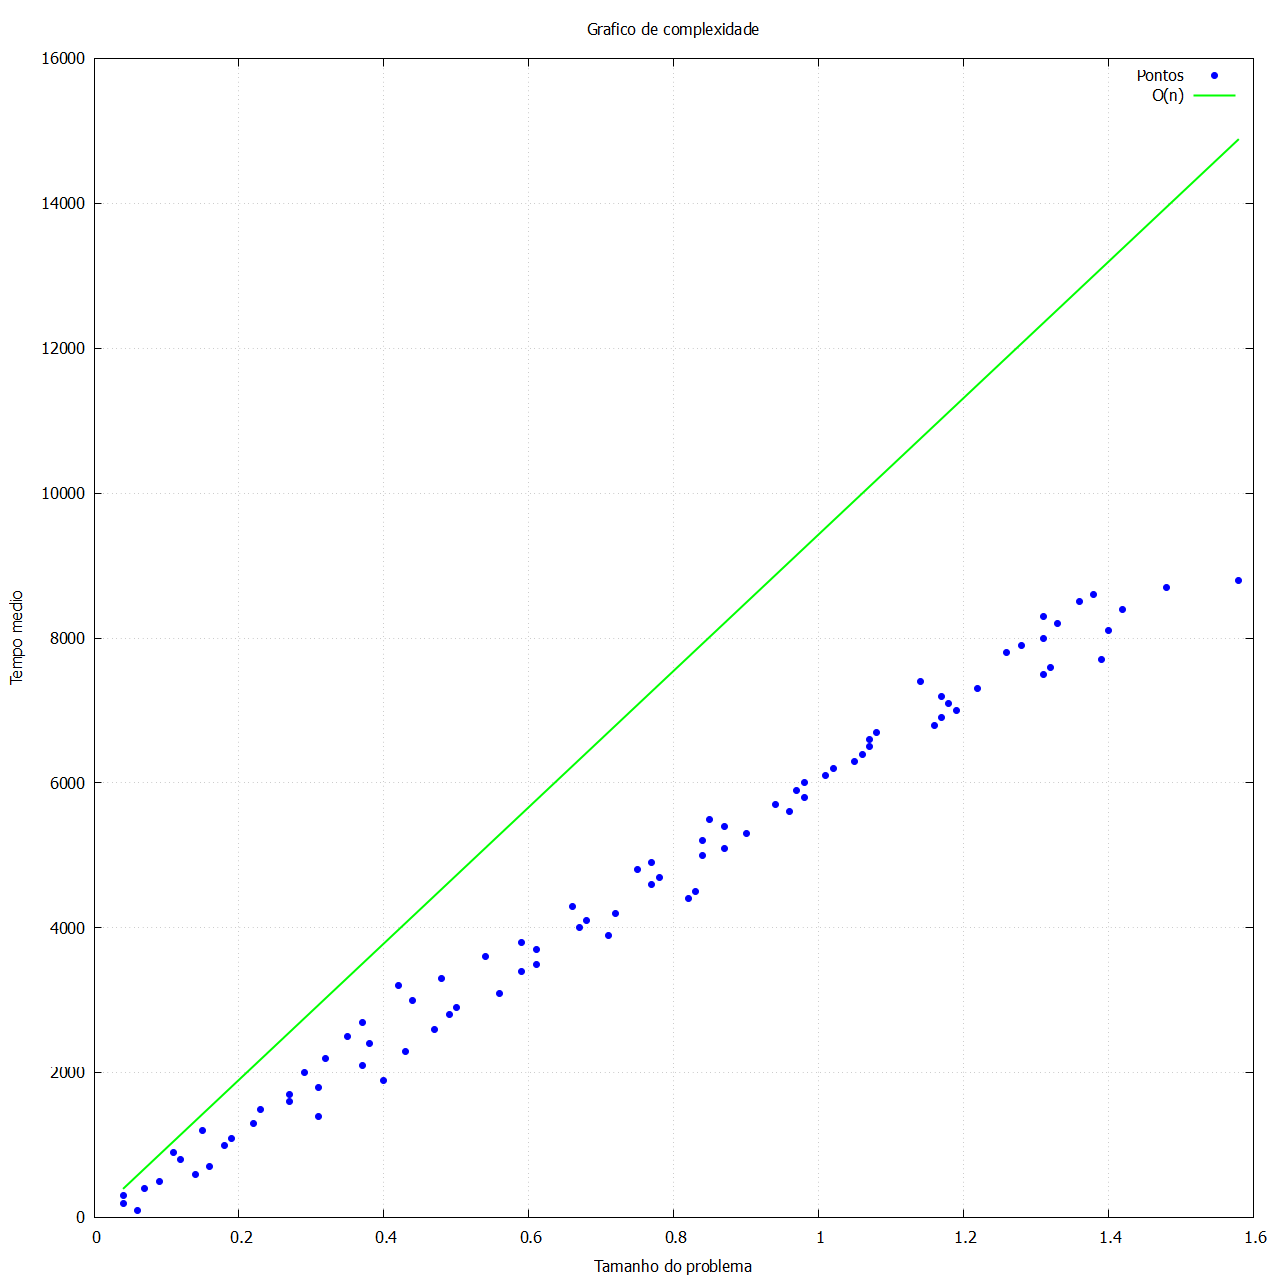 Grafico de complexidade
16000
14000
12000
10000
8000
6000
4000
2000
0
Pontos
O(n)
Tempo medio
0 0.2 0.4 0.6 0.8 1 1.2 1.4 1.6
Tamanho do problema